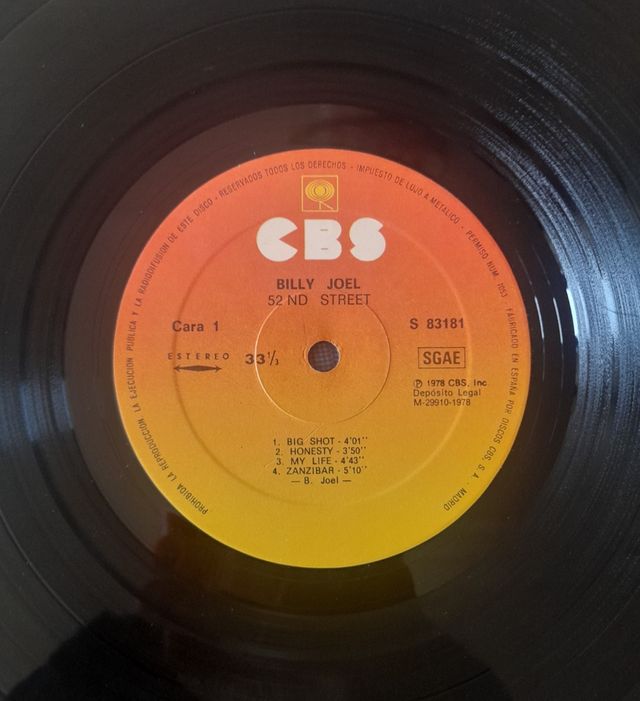 PROHIBIDA LA REPRODUCCION, LA EJECUCION PUBLICA Y LA RADIODIFUSION DE ESTE DISCO - RESERVADOS TODOS LOS DERECHOS - IMPUESTO DE LUJO A METALICO - PERMISO NUM. 1053 - FABRICADO EN ESPAÑA POR DISCOS CBS, S. A. - MADRID
CBS
BILLY JOEL
52 ND STREET
Cara 1
S 83181
ESTEREO
33⅓
SGAE
Ⓟ 1978 CBS, Inc
Depósito Legal
M-29910-1978
1. BIG SHOT - 4'01''
2. HONESTY - 3'50''
3. MY LIFE - 4'43''
4. ZANZIBAR - 5'10''
— B. Joel —